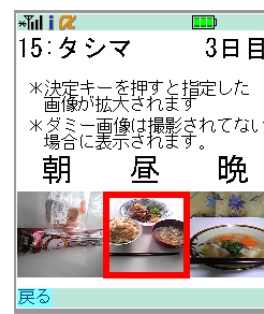 i α
15:タシマ 3日目
*決定キーを押すと指定した
画像が拡大されます
*ダミー画像は撮影されてない
場合に表示されます。
朝 昼 晩
戻る